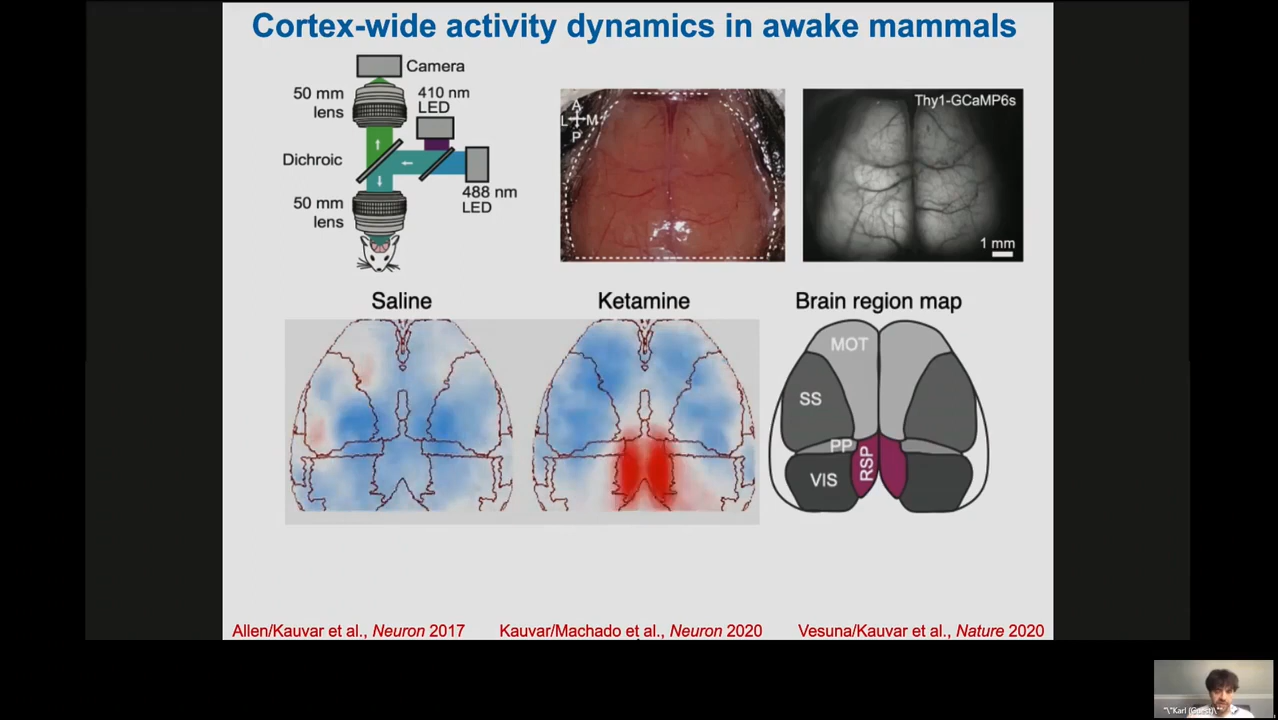 Cortex-wide activity dynamics in awake mammals
Camera
50 mm
lens
410 nm
LED
Dichroic
488 nm
LED
50 mm
lens
A
L
M
P
Thy1-GCaMP6s
1 mm
Saline
Ketamine
Brain region map
MOT
SS
PP
RSP
VIS
Allen/Kauvar et al., Neuron 2017
Kauvar/Machado et al., Neuron 2020
Vesuna/Kauvar et al., Nature 2020
"\"Karl (Guest)\""